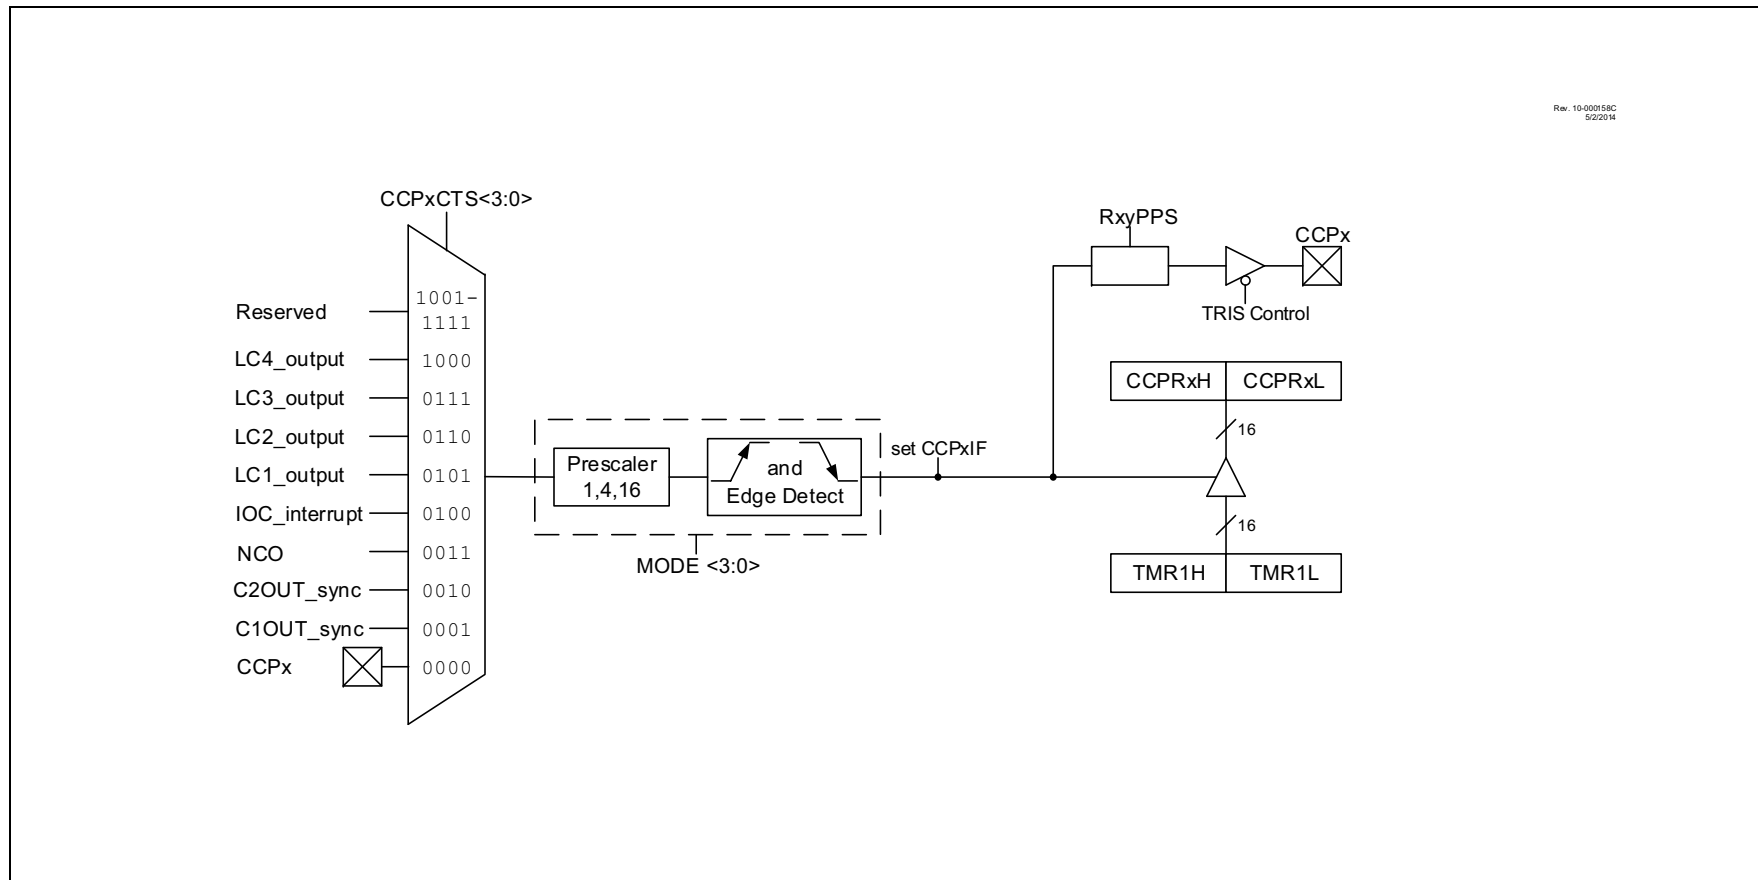 Rev. 10-000158C
5/2/2014
CCPxCTS<3:0>
RxyPPS
CCPx
TRIS Control
Reserved
1001-
1111
LC4_output 1000
LC3_output 0111
LC2_output 0110
LC1_output 0101
IOC_interrupt 0100
NCO 0011
C2OUT_sync 0010
C1OUT_sync 0001
CCPx 0000
Prescaler
1,4,16
and
Edge Detect
MODE <3:0>
set CCPxIF
CCPRxH CCPRxL
16
16
TMR1H TMR1L